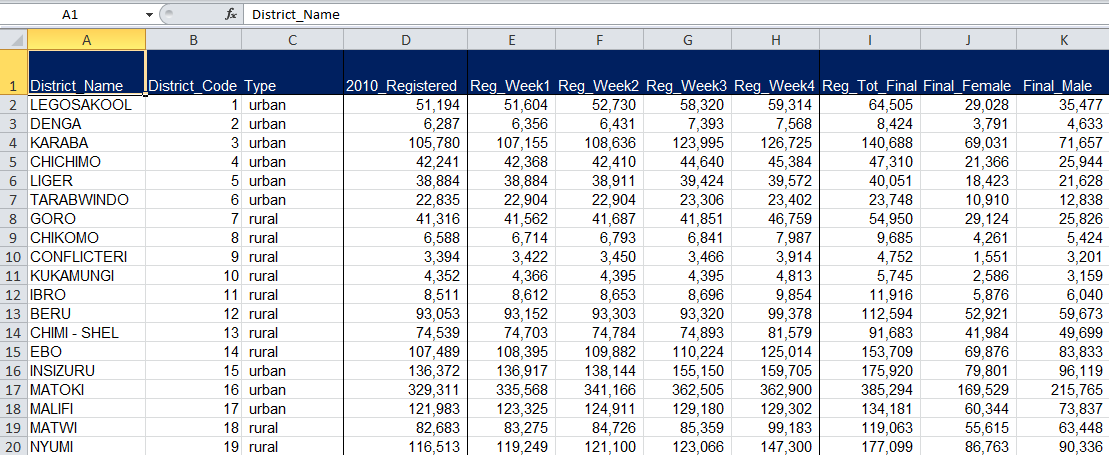 A1 fx District_Name
A B C D E F G H I J K
1 District_Name District_Code Type 2010_Registered Reg_Week1 Reg_Week2 Reg_Week3 Reg_Week4 Reg_Tot_Final Final_Female Final_Male
2 LEGOSAKOOL 1 urban 51,194 51,604 52,730 58,320 59,314 64,505 29,028 35,477
3 DENGA 2 urban 6,287 6,356 6,431 7,393 7,568 8,424 3,791 4,633
4 KARABA 3 urban 105,780 107,155 108,636 123,995 126,725 140,688 69,031 71,657
5 CHICHIMO 4 urban 42,241 42,368 42,410 44,640 45,384 47,310 21,366 25,944
6 LIGER 5 urban 38,884 38,884 38,911 39,424 39,572 40,051 18,423 21,628
7 TARABWINDO 6 urban 22,835 22,904 22,904 23,306 23,402 23,748 10,910 12,838
8 GORO 7 rural 41,316 41,562 41,687 41,851 46,759 54,950 29,124 25,826
9 CHIKOMO 8 rural 6,588 6,714 6,793 6,841 7,987 9,685 4,261 5,424
10 CONFLICTERI 9 rural 3,394 3,422 3,450 3,466 3,914 4,752 1,551 3,201
11 KUKAMUNGI 10 rural 4,352 4,366 4,395 4,395 4,813 5,745 2,586 3,159
12 IBRO 11 rural 8,511 8,612 8,653 8,696 9,854 11,916 5,876 6,040
13 BERU 12 rural 93,053 93,152 93,303 93,320 99,378 112,594 52,921 59,673
14 CHIMI - SHEL 13 rural 74,539 74,703 74,784 74,893 81,579 91,683 41,984 49,699
15 EBO 14 rural 107,489 108,395 109,882 110,224 125,014 153,709 69,876 83,833
16 INSIZURU 15 urban 136,372 136,917 138,144 155,150 159,705 175,920 79,801 96,119
17 MATOKI 16 urban 329,311 335,568 341,166 362,505 362,900 385,294 169,529 215,765
18 MALIFI 17 urban 121,983 123,325 124,911 129,180 129,302 134,181 60,344 73,837
19 MATWI 18 rural 82,683 83,275 84,726 85,359 99,183 119,063 55,615 63,448
20 NYUMI 19 rural 116,513 119,249 121,100 123,066 147,300 177,099 86,763 90,336